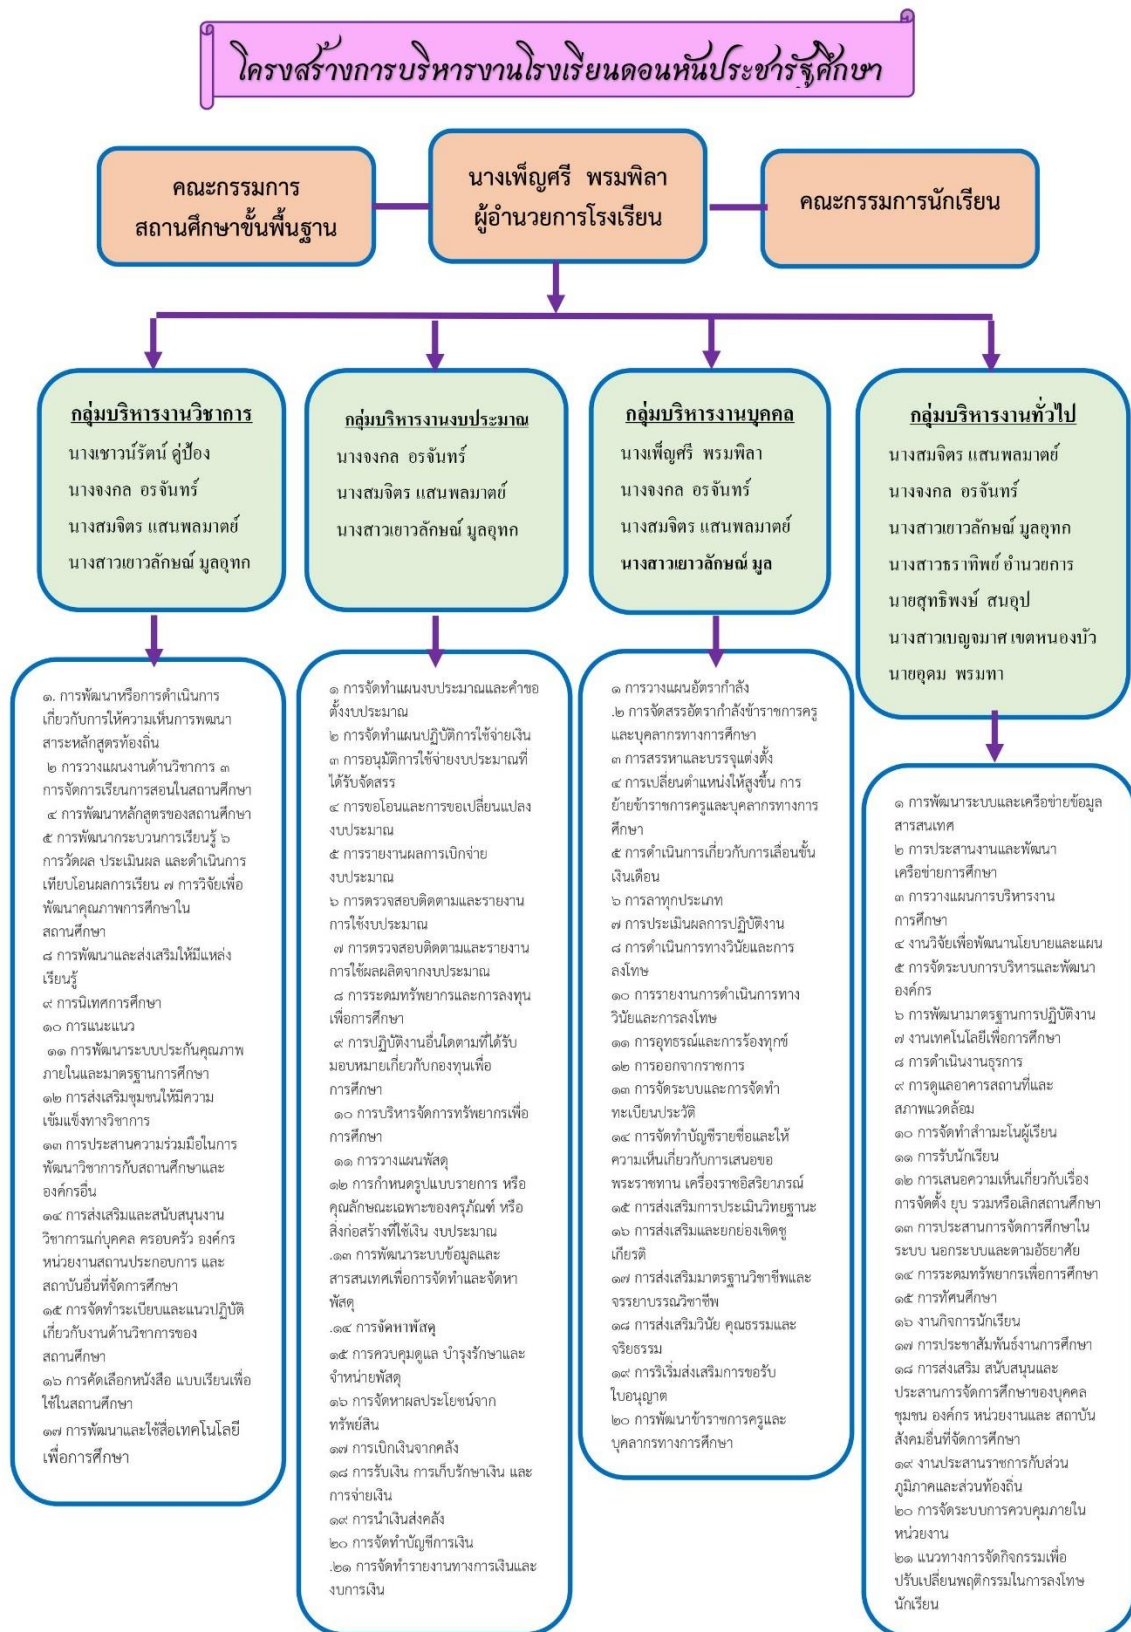 โครงสร้างการบริหารงานโรงเรียนดอนหันประชารัฐศึกษา
คณะกรรมการ
สถานศึกษาขั้นพื้นฐาน
นางเพ็ญศรี พรมพิลา
ผู้อำนวยการโรงเรียน
คณะกรรมการนักเรียน
กลุ่มบริหารงานวิชาการ
นางเชาวน์รัตน์ คู่ป้อง
นางจงกล อรจันทร์
นางสมจิตร แสนพลมาตย์
นางสาวเยาวลักษณ์ มูลอุทก
กลุ่มบริหารงานงบประมาณ
นางจงกล อรจันทร์
นางสมจิตร แสนพลมาตย์
นางสาวเยาวลักษณ์ มูลอุทก
กลุ่มบริหารงานบุคคล
นางเพ็ญศรี พรมพิลา
นางจงกล อรจันทร์
นางสมจิตร แสนพลมาตย์
นางสาวเยาวลักษณ์ มูล
กลุ่มบริหารงานทั่วไป
นางสมจิตร แสนพลมาตย์
นางจงกล อรจันทร์
นางสาวเยาวลักษณ์ มูลอุทก
นางสาวธราทิพย์ อำนวยการ
นายสุทธิพงษ์ สนอุป
นางสาวเบญจมาศ เขตหนองบัว
นายอุดม พรมทา
๑. การพัฒนาหรือการดำเนินการ
เกี่ยวกับการให้ความเห็นการพฒนา
สาระหลักสูตรท้องถิ่น
๒ การวางแผนงานด้านวิชาการ ๓
การจัดการเรียนการสอนในสถานศึกษา
๔ การพัฒนาหลักสูตรของสถานศึกษา
๕ การพัฒนากระบวนการเรียนรู้ ๖
การวัดผล ประเมินผล และดำเนินการ
เทียบโอนผลการเรียน ๗ การวิจัยเพื่อ
พัฒนาคุณภาพการศึกษาใน
สถานศึกษา
๘ การพัฒนาและส่งเสริมให้มีแหล่ง
เรียนรู้
๙ การนิเทศการศึกษา
๑๐ การแนะแนว
๑๑ การพัฒนาระบบประกันคุณภาพ
ภายในและมาตรฐานการศึกษา
๑๒ การส่งเสริมชุมชนให้มีความ
เข้มแข็งทางวิชาการ
๑๓ การประสานความร่วมมือในการ
พัฒนาวิชาการกับสถานศึกษาและ
องค์กรอื่น
๑๔ การส่งเสริมและสนับสนุนงาน
วิชาการแก่บุคคล ครอบครัว องค์กร
หน่วยงานสถานประกอบการ และ
สถาบันอื่นที่จัดการศึกษา
๑๕ การจัดทำระเบียบและแนวปฏิบัติ
เกี่ยวกับงานด้านวิชาการของ
สถานศึกษา
๑๖ การคัดเลือกหนังสือ แบบเรียนเพื่อ
ใช้ในสถานศึกษา
๑๗ การพัฒนาและใช้สื่อเทคโนโลยี
เพื่อการศึกษา
๑ การจัดทำแผนงบประมาณและคำขอ
ตั้งงบประมาณ
๒ การจัดทำแผนปฏิบัติการใช้จ่ายเงิน
๓ การอนุมัติการใช้จ่ายงบประมาณที่
ได้รับจัดสรร
๔ การขอโอนและการขอเปลี่ยนแปลง
งบประมาณ
๕ การรายงานผลการเบิกจ่าย
งบประมาณ
๖ การตรวจสอบติดตามและรายงาน
การใช้งบประมาณ
๗ การตรวจสอบติดตามและรายงาน
การใช้ผลผลิตจากงบประมาณ
๘ การระดมทรัพยากรและการลงทุน
เพื่อการศึกษา
๙ การปฏิบัติงานอื่นใดตามที่ได้รับ
มอบหมายเกี่ยวกับกองทุนเพื่อ
การศึกษา
๑๐ การบริหารจัดการทรัพยากรเพื่อ
การศึกษา
๑๑ การวางแผนพัสดุ
๑๒ การกำหนดรูปแบบรายการ หรือ
คุณลักษณะเฉพาะของครุภัณฑ์ หรือ
สิ่งก่อสร้างที่ใช้เงิน งบประมาณ
.๑๓ การพัฒนาระบบข้อมูลและ
สารสนเทศเพื่อการจัดทำและจัดหา
พัสดุ
.๑๔ การจัดหาพัสดุ
๑๕ การควบคุมดูแล บำรุงรักษาและ
จำหน่ายพัสดุ
๑๖ การจัดหาผลประโยชน์จาก
ทรัพย์สิน
๑๗ การเบิกเงินจากคลัง
๑๘ การรับเงิน การเก็บรักษาเงิน และ
การจ่ายเงิน
๑๙ การนำเงินส่งคลัง
๒๐ การจัดทำบัญชีการเงิน
.๒๑ การจัดทำรายงานทางการเงินและ
งบการเงิน
๑ การวางแผนอัตรากำลัง
.๒ การจัดสรรอัตรากำลังข้าราชการครู
และบุคลากรทางการศึกษา
๓ การสรรหาและบรรจุแต่งตั้ง
๔ การเปลี่ยนตำแหน่งให้สูงขึ้น การ
ย้ายข้าราชการครูและบุคลากรทางการ
ศึกษา
๕ การดำเนินการเกี่ยวกับการเลื่อนขั้น
เงินเดือน
๖ การลาทุกประเภท
๗ การประเมินผลการปฏิบัติงาน
๘ การดำเนินการทางวินัยและการ
ลงโทษ
๑๐ การรายงานการดำเนินการทาง
วินัยและการลงโทษ
๑๑ การอุทธรณ์และการร้องทุกข์
๑๒ การออกจากราชการ
๑๓ การจัดระบบและการจัดทำ
ทะเบียนประวัติ
๑๔ การจัดทำบัญชีรายชื่อและให้
ความเห็นเกี่ยวกับการเสนอขอ
พระราชทาน เครื่องราชอิสริยาภรณ์
๑๕ การส่งเสริมการประเมินวิทยฐานะ
๑๖ การส่งเสริมและยกย่องเชิดชู
เกียรติ
๑๗ การส่งเสริมมาตรฐานวิชาชีพและ
จรรยาบรรณวิชาชีพ
๑๘ การส่งเสริมวินัย คุณธรรมและ
จริยธรรม
๑๙ การริเริ่มส่งเสริมการขอรับ
ใบอนุญาต
๒๐ การพัฒนาข้าราชการครูและ
บุคลากรทางการศึกษา
๑ การพัฒนาระบบและเครือข่ายข้อมูล
สารสนเทศ
๒ การประสานงานและพัฒนา
เครือข่ายการศึกษา
๓ การวางแผนการบริหารงาน
การศึกษา
๔ งานวิจัยเพื่อพัฒนานโยบายและแผน
๕ การจัดระบบการบริหารและพัฒนา
องค์กร
๖ การพัฒนามาตรฐานการปฏิบัติงาน
๗ งานเทคโนโลยีเพื่อการศึกษา
๘ การดำเนินงานธุรการ
๙ การดูแลอาคารสถานที่และ
สภาพแวดล้อม
๑๐ การจัดทำสำามะโนผู้เรียน
๑๑ การรับนักเรียน
๑๒ การเสนอความเห็นเกี่ยวกับเรื่อง
การจัดตั้ง ยุบ รวมหรือเลิกสถานศึกษา
๑๓ การประสานการจัดการศึกษาใน
ระบบ นอกระบบและตามอัธยาศัย
๑๔ การระดมทรัพยากรเพื่อการศึกษา
๑๕ การทัศนศึกษา
๑๖ งานกิจการนักเรียน
๑๗ การประชาสัมพันธ์งานการศึกษา
๑๘ การส่งเสริม สนับสนุนและ
ประสานการจัดการศึกษาของบุคคล
ชุมชน องค์กร หน่วยงานและ สถาบัน
สังคมอื่นที่จัดการศึกษา
๑๙ งานประสานราชการกับส่วน
ภูมิภาคและส่วนท้องถิ่น
๒๐ การจัดระบบการควบคุมภายใน
หน่วยงาน
๒๑ แนวทางการจัดกิจกรรมเพื่อ
ปรับเปลี่ยนพฤติกรรมในการลงโทษ
นักเรียน